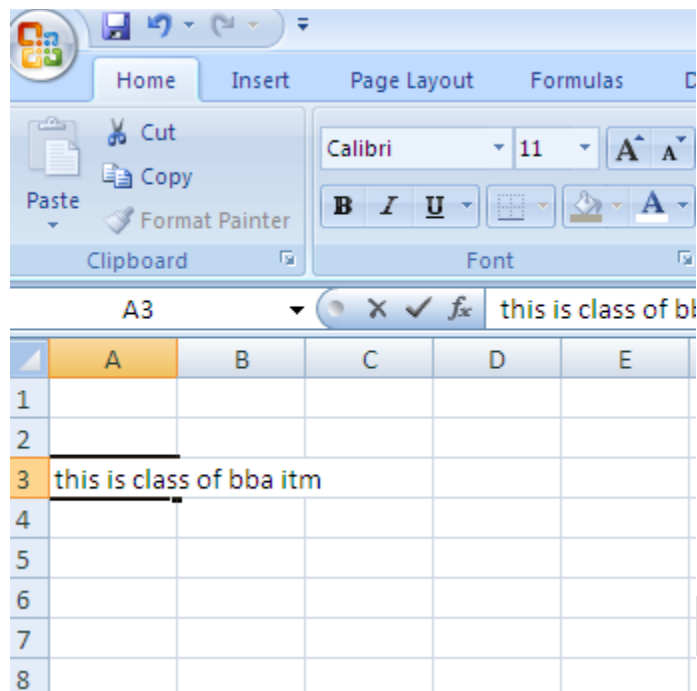 Home Insert Page Layout Formulas
Cut
Copy
Paste
Format Painter
Clipboard
Calibri 11 A A
B I U A
Font
A3 fx this is class of
A B C D E
1
2
3 this is class of bba itm
4
5
6
7
8